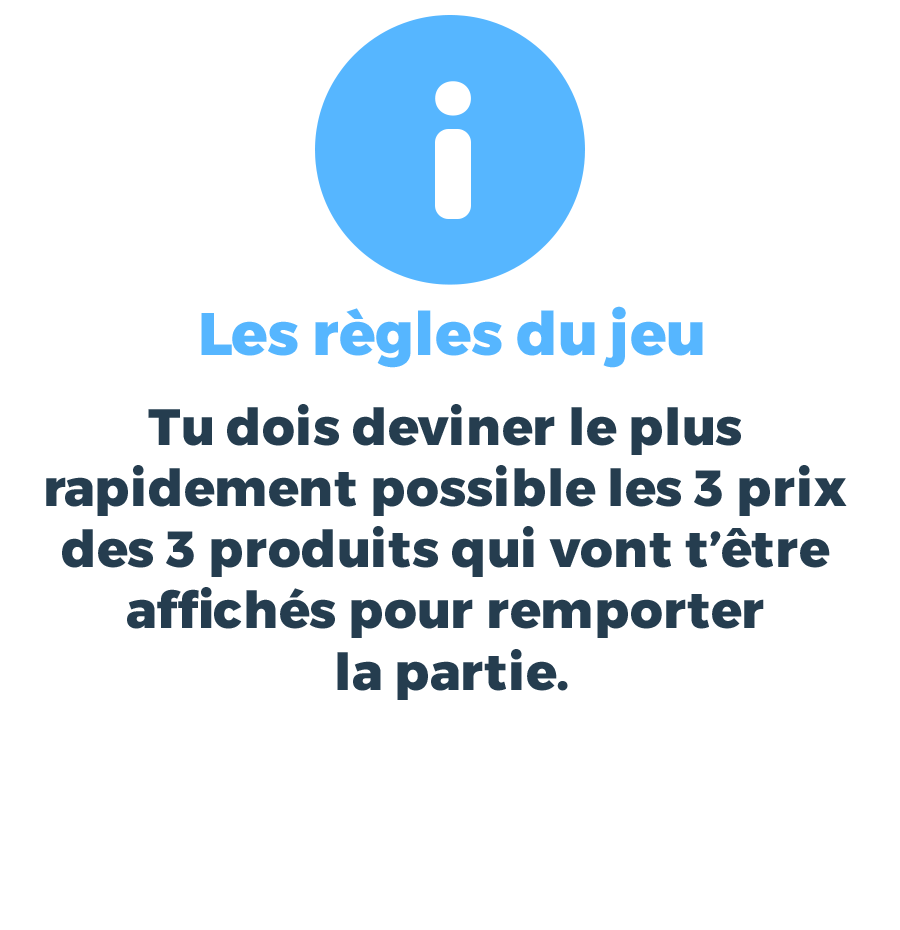 Les règles du jeu
Tu dois deviner le plus
rapidement possible les 3 prix
des 3 produits qui vont t’être
affichés pour remporter
la partie.